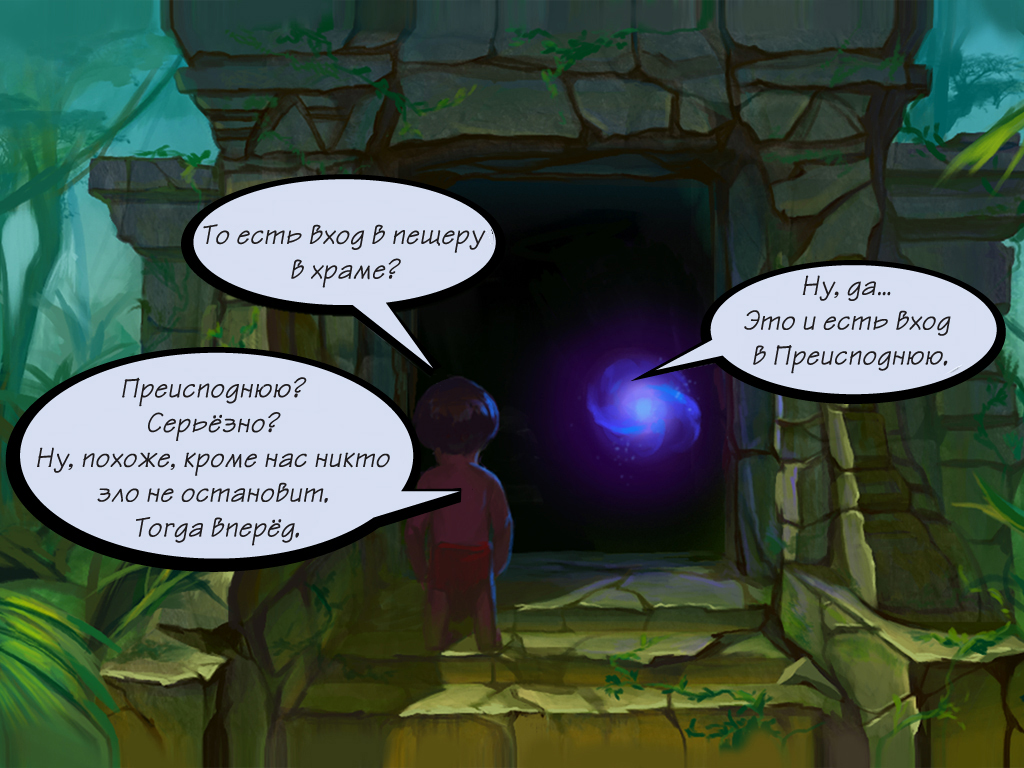 То есть вход в пещеру
в храме?
Ну, да...
Это и есть вход
в Преисподнюю.
Преисподнюю?
Серьёзно?
Ну, похоже, кроме нас никто
зло не остановит.
Тогда вперёд.